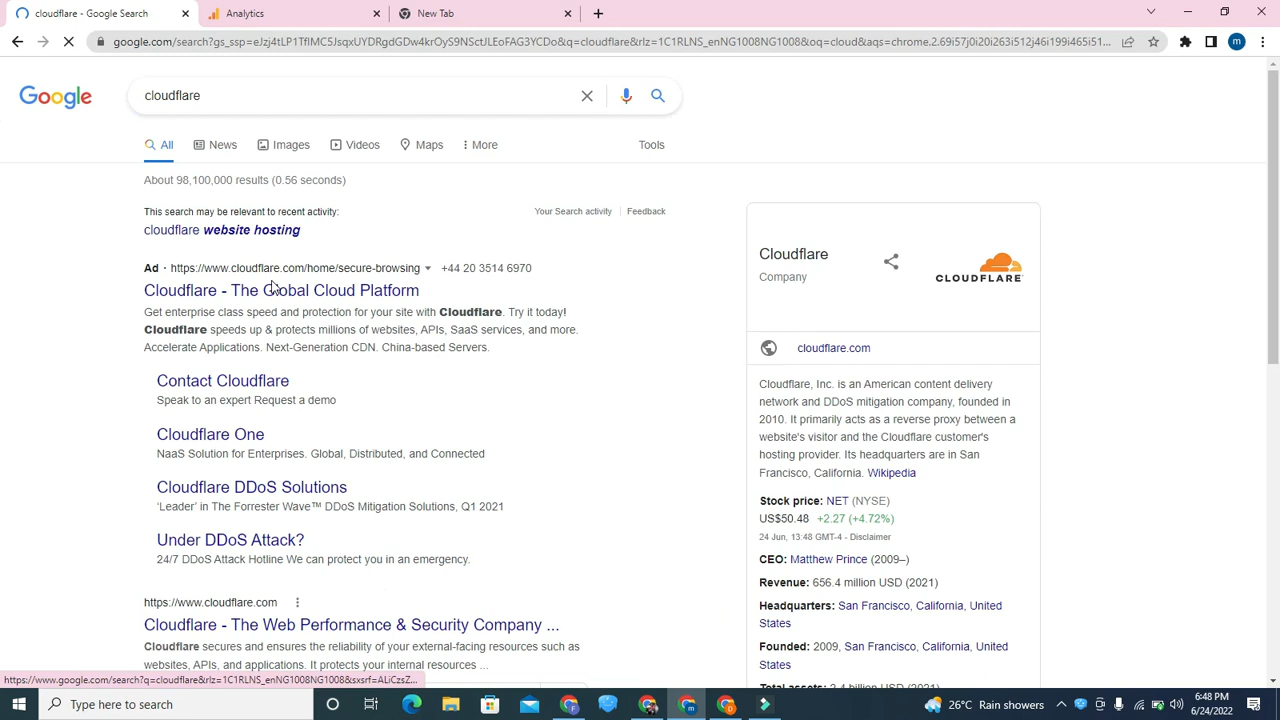 cloudflare - Google Search
Analytics
New Tab
google.com/search?gs_ssp=eJzj4tLP1TfIMC5JsqxUYDRgdGDw4krOyS9NSctJLEoFAG3YCDo&q=cloudflare&rlz=1C1RLNS_enNG1008NG1008&oq=cloud&aqs=chrome.2.69i57j0i20i263i512j46i199i465i51...
m
Google
cloudflare
All
News
Images
Videos
Maps
More
Tools
About 98,100,000 results (0.56 seconds)
This search may be relevant to recent activity:
Your Search activity
Feedback
cloudflare website hosting
Ad · https://www.cloudflare.com/home/secure-browsing +44 20 3514 6970
Cloudflare - The Global Cloud Platform
Get enterprise class speed and protection for your site with Cloudflare. Try it today!
Cloudflare speeds up & protects millions of websites, APIs, SaaS services, and more.
Accelerate Applications. Next-Generation CDN. China-based Servers.
Contact Cloudflare
Speak to an expert Request a demo
Cloudflare One
NaaS Solution for Enterprises. Global, Distributed, and Connected
Cloudflare DDoS Solutions
‘Leader’ in The Forrester Wave™ DDoS Mitigation Solutions, Q1 2021
Under DDoS Attack?
24/7 DDoS Attack Hotline We can protect you in an emergency.
https://www.cloudflare.com
Cloudflare - The Web Performance & Security Company ...
Cloudflare secures and ensures the reliability of your external-facing resources such as
websites, APIs, and applications. It protects your internal resources ...
Cloudflare
Company
CLOUDFLARE
cloudflare.com
Cloudflare, Inc. is an American content delivery
network and DDoS mitigation company, founded in
2010. It primarily acts as a reverse proxy between a
website's visitor and the Cloudflare customer's
hosting provider. Its headquarters are in San
Francisco, California. Wikipedia
Stock price: NET (NYSE)
US$50.48 +2.27 (+4.72%)
24 Jun, 13:48 GMT-4 - Disclaimer
CEO: Matthew Prince (2009–)
Revenue: 656.4 million USD (2021)
Headquarters: San Francisco, California, United
States
Founded: 2009, San Francisco, California, United
States
Total assets: 2.4 billion USD (2021)
https://www.google.com/search?q=cloudflare&rlz=1C1RLNS_enNG1008NG1008&sxsrf=ALiCzsZ...
Type here to search
26°C Rain showers
6:48 PM
6/24/2022